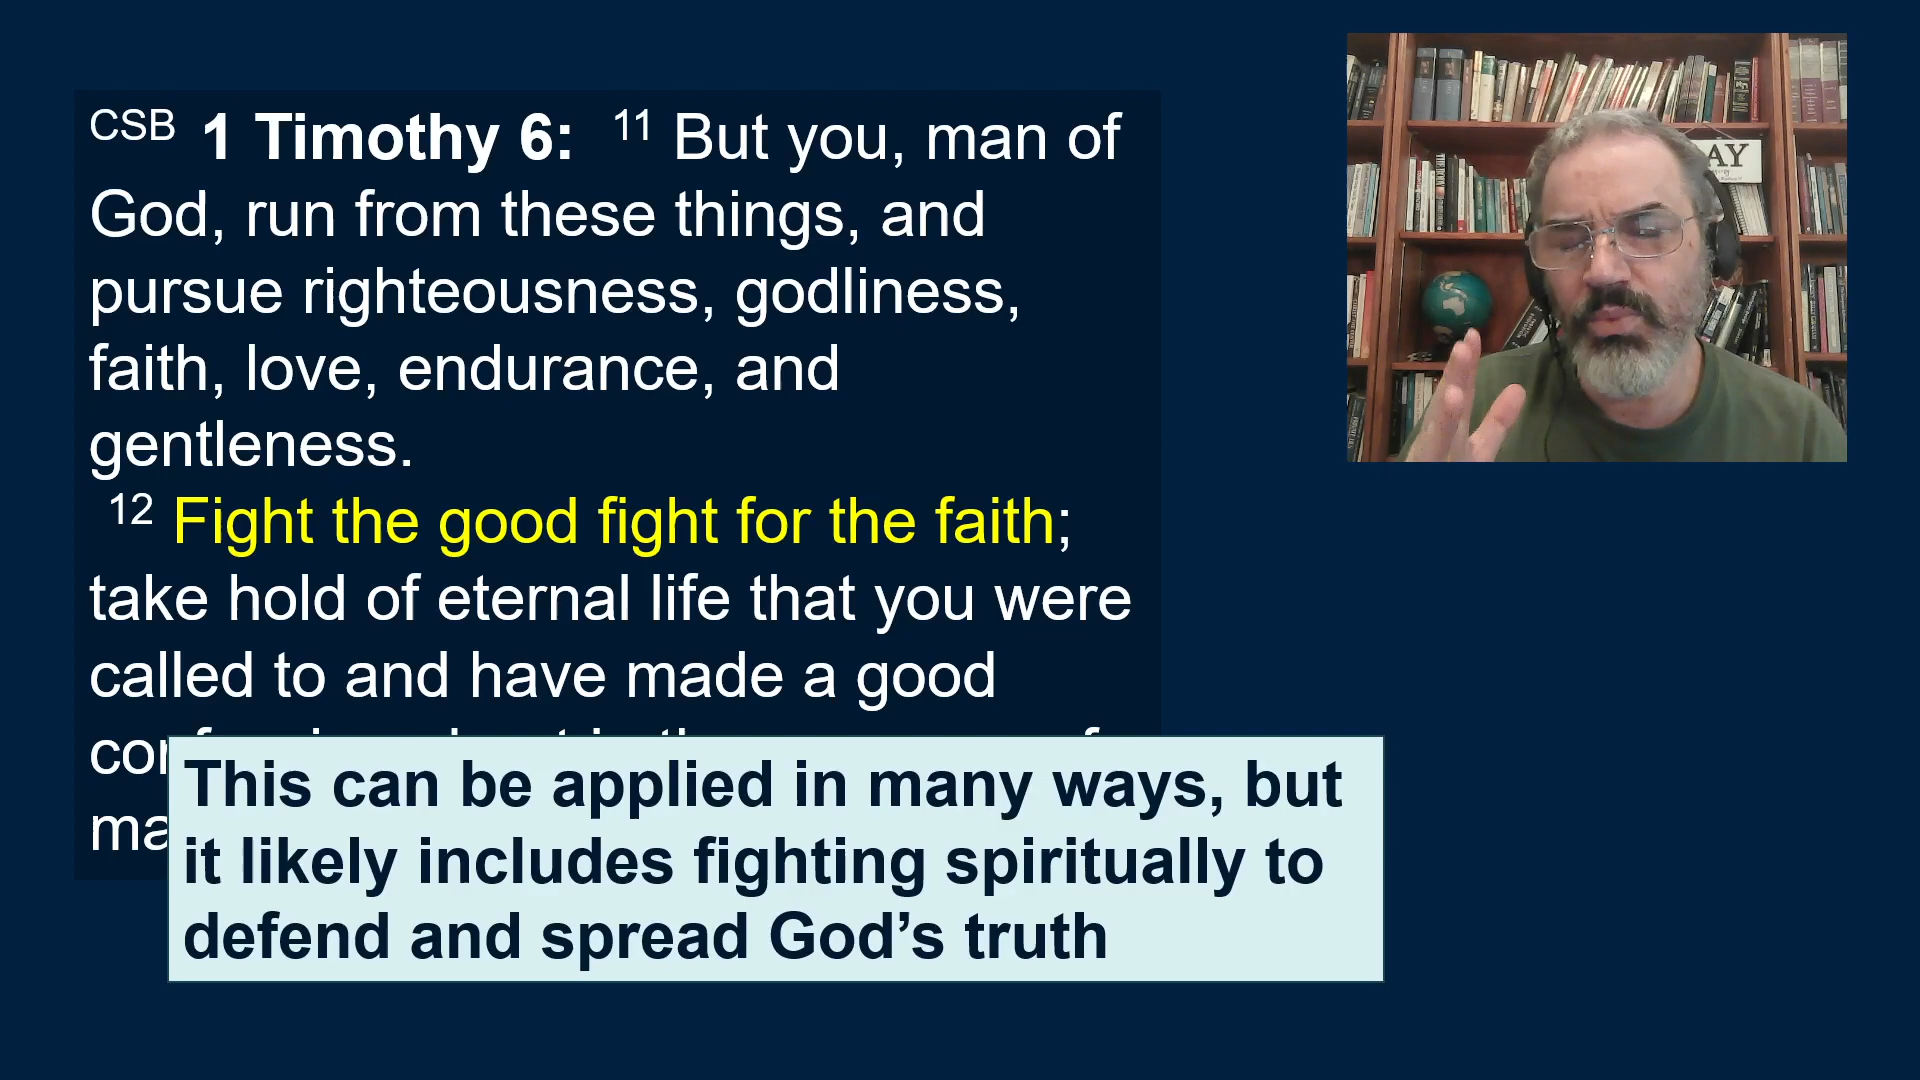 CSB 1 Timothy 6: 11 But you, man of
God, run from these things, and
pursue righteousness, godliness,
faith, love, endurance, and
gentleness.
12 Fight the good fight for the faith;
take hold of eternal life that you were
called to and have made a good
This can be applied in many ways, but
it likely includes fighting spiritually to
defend and spread God’s truth
AY